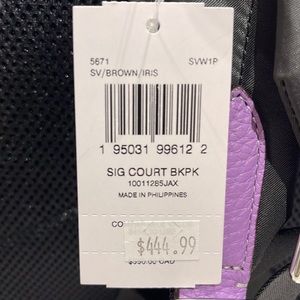 5671 SVW1P
SV/BROWN/IRIS
1 95031 99612 2
SIG COURT BKPK
10011285JAX
MADE IN PHILIPPINES
$444.99